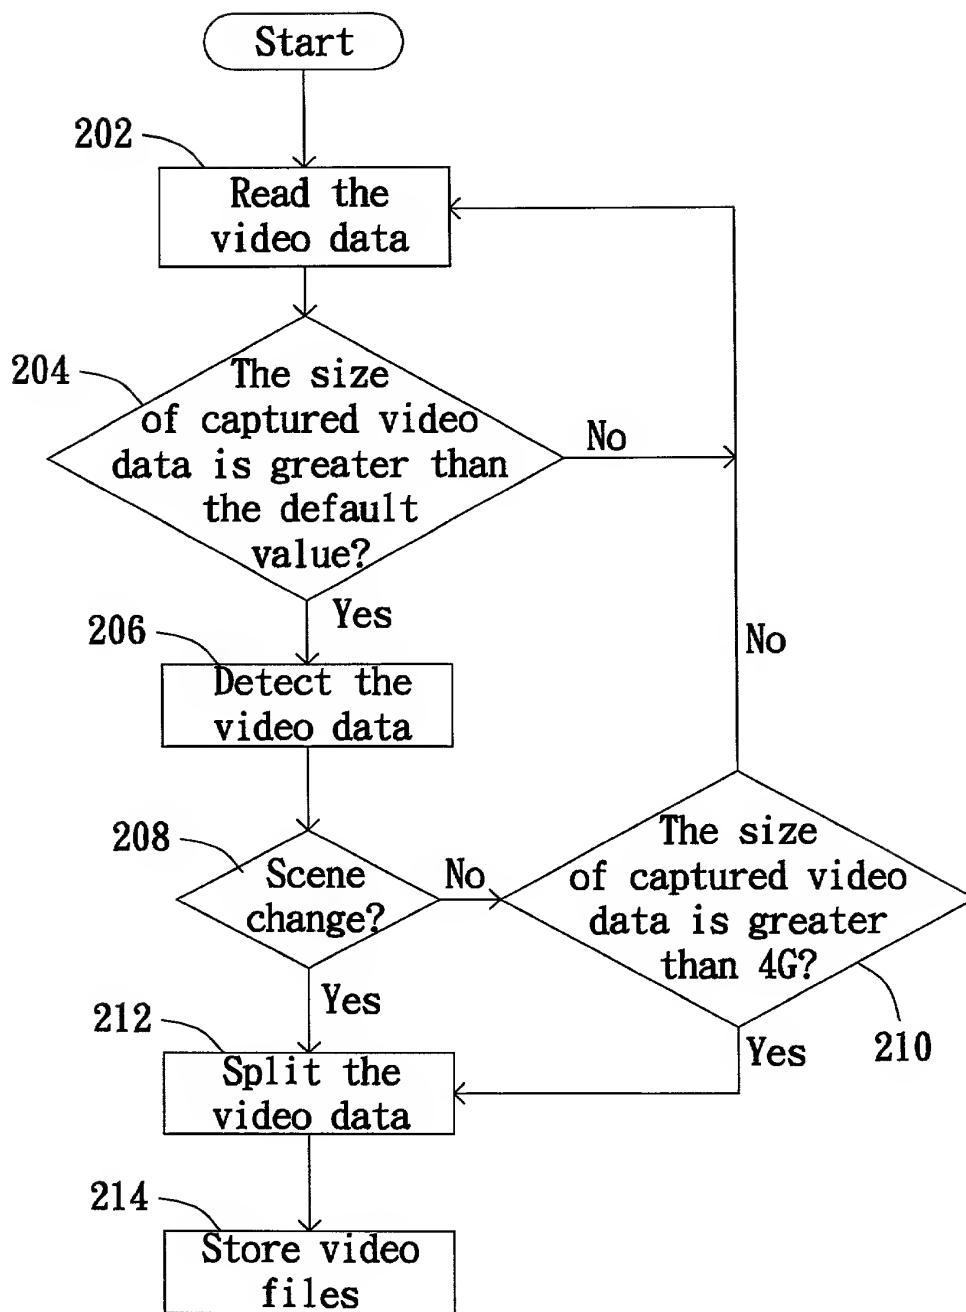 Start
202
Read the
video data
204
The size
of captured video
data is greater than
the default
value?
No
Yes
206
Detect the
video data
No
208
Scene
change?
No
The size
of captured video
data is greater
than 4G?
Yes
210
Yes
212
Split the
video data
214
Store video
files